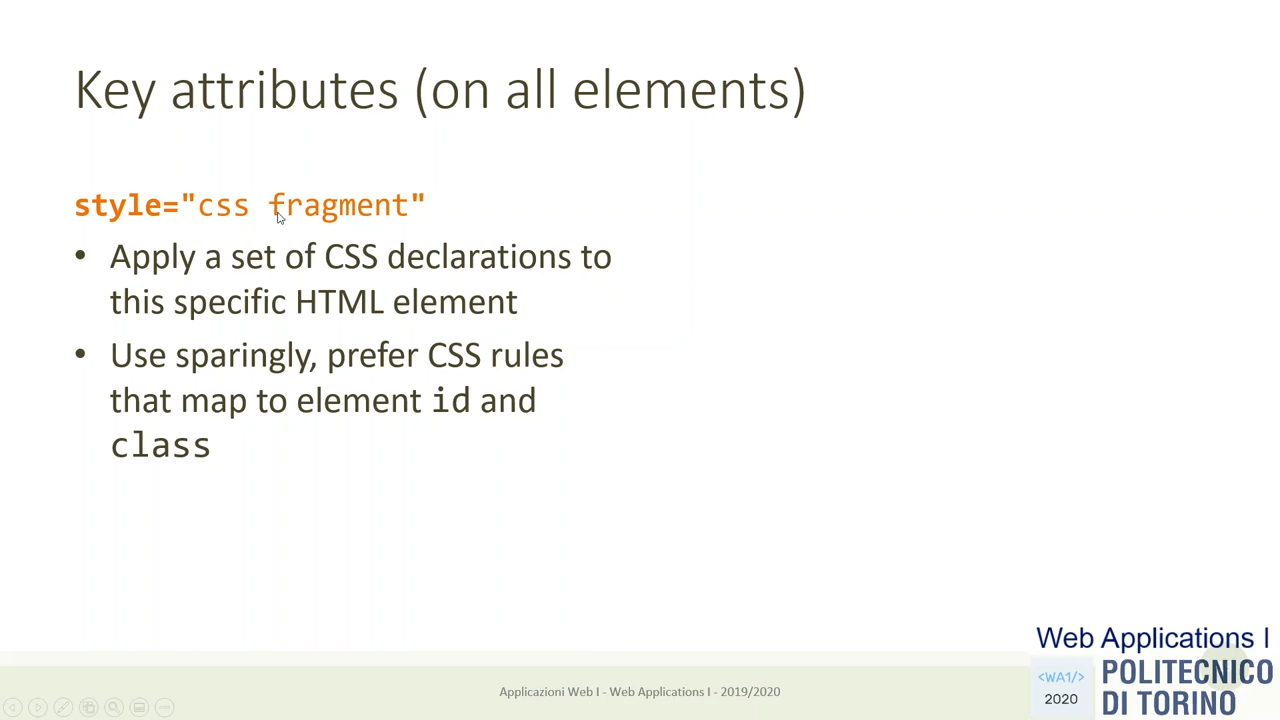 Key attributes (on all elements)
style="css fragment"
• Apply a set of CSS declarations to
this specific HTML element
• Use sparingly, prefer CSS rules
that map to element id and
class
Web Applications I
<WA1/>
2020
POLITECNICO
DI TORINO
Applicazioni Web I - Web Applications I - 2019/2020